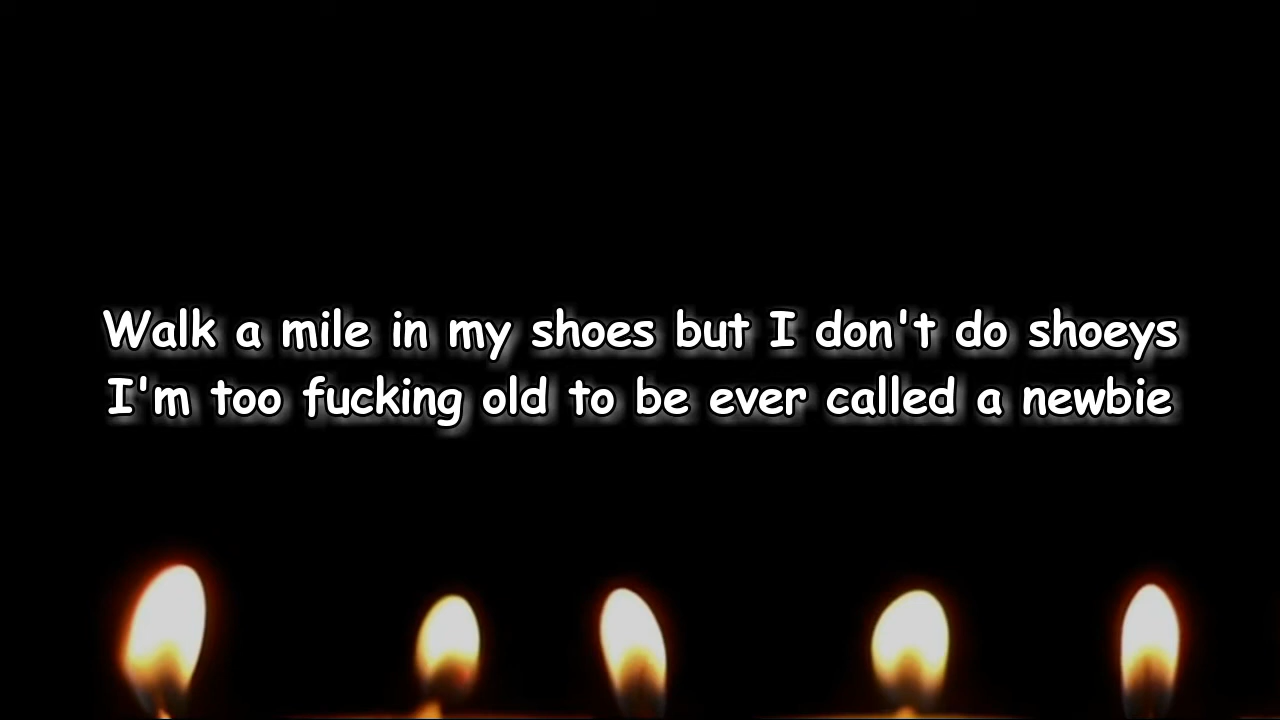 Walk a mile in my shoes but I don't do shoeys
I'm too fucking old to be ever called a newbie